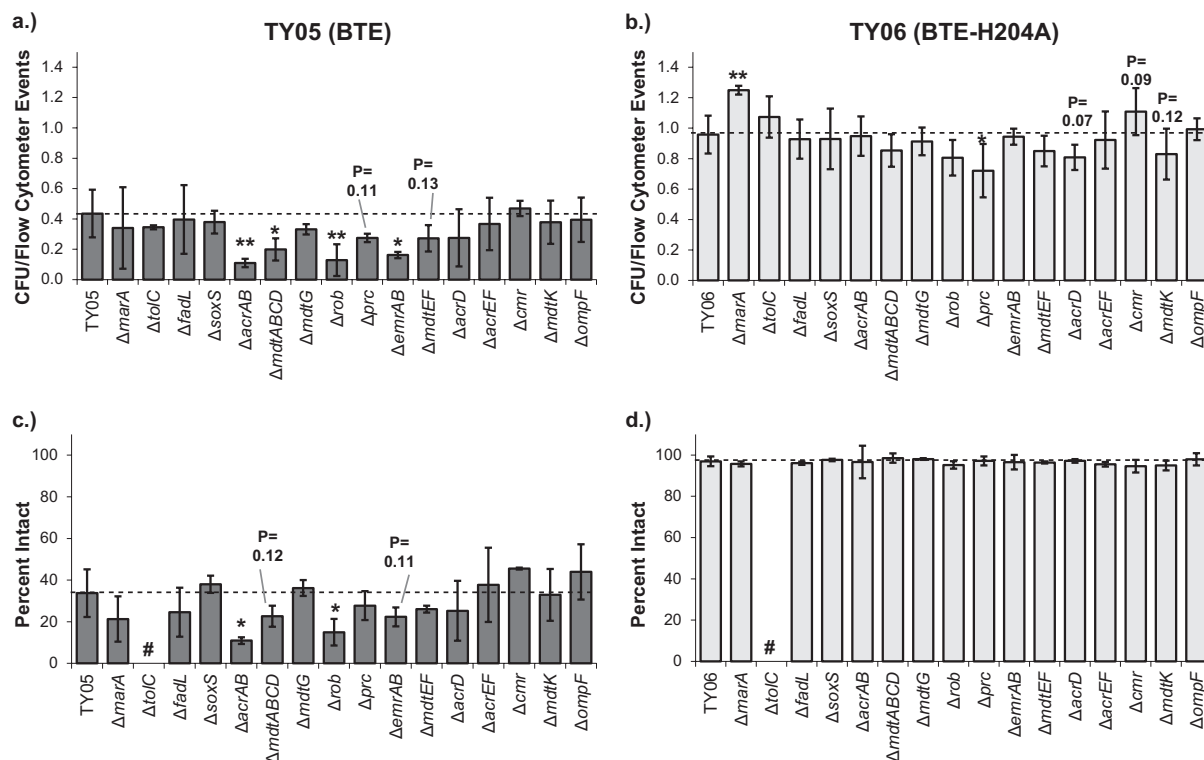 a.)
TY05 (BTE)
CFU/Flow Cytometer Events
1.4
1.2
1.0
0.8
0.6
0.4
0.2
0.0
**
*
**
P=
0.11
*
P=
0.13
TY05
ΔmarA
ΔtolC
ΔfadL
ΔsoxS
ΔacrAB
ΔmdtABCD
ΔmdtG
Δrob
Δprc
ΔemrAB
ΔmdtEF
ΔacrD
ΔacrEF
Δcmr
ΔmdtK
ΔompF
b.)
TY06 (BTE-H204A)
CFU/Flow Cytometer Events
1.4
1.2
1.0
0.8
0.6
0.4
0.2
0.0
**
*
P=
0.07
P=
0.09
P=
0.12
TY06
ΔmarA
ΔtolC
ΔfadL
ΔsoxS
ΔacrAB
ΔmdtABCD
ΔmdtG
Δrob
Δprc
ΔemrAB
ΔmdtEF
ΔacrD
ΔacrEF
Δcmr
ΔmdtK
ΔompF
c.)
Percent Intact
100
80
60
40
20
0
#
*
P=
0.12
*
P=
0.11
TY05
ΔmarA
ΔtolC
ΔfadL
ΔsoxS
ΔacrAB
ΔmdtABCD
ΔmdtG
Δrob
Δprc
ΔemrAB
ΔmdtEF
ΔacrD
ΔacrEF
Δcmr
ΔmdtK
ΔompF
d.)
Percent Intact
100
80
60
40
20
0
#
TY06
ΔmarA
ΔtolC
ΔfadL
ΔsoxS
ΔacrAB
ΔmdtABCD
ΔmdtG
Δrob
Δprc
ΔemrAB
ΔmdtEF
ΔacrD
ΔacrEF
Δcmr
ΔmdtK
ΔompF